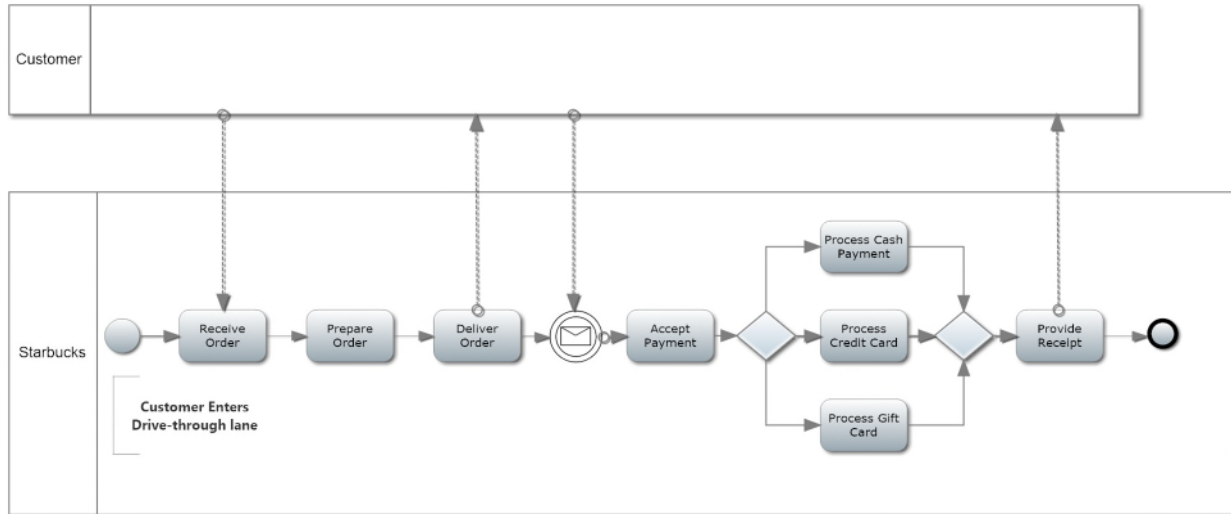 Customer
Starbucks
Receive
Order
Prepare
Order
Deliver
Order
Accept
Payment
Process Cash
Payment
Process
Credit Card
Process Gift
Card
Provide
Receipt
Customer Enters
Drive-through lane